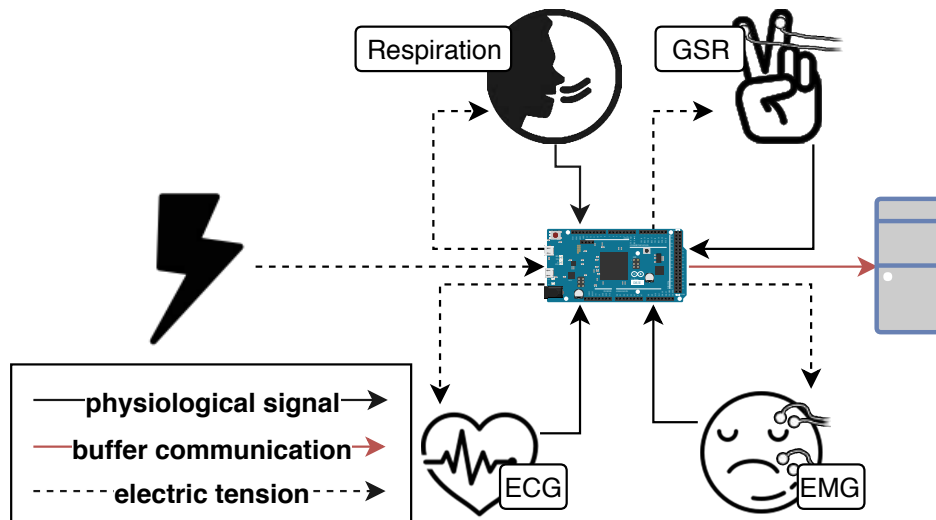 Respiration
GSR
physiological signal
buffer communication
electric tension
ECG
EMG